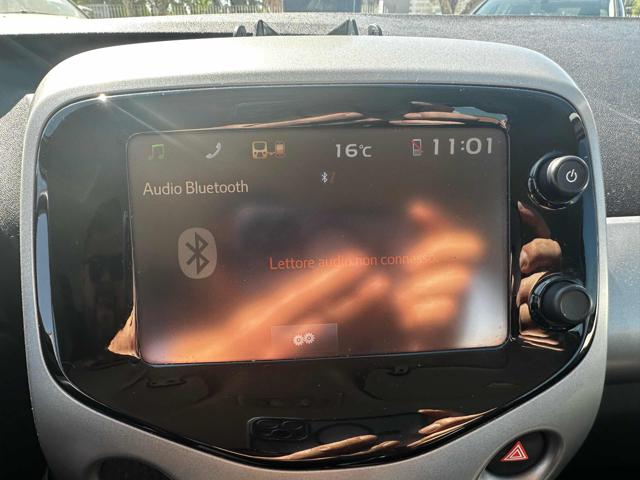 16°C
11:01
Audio Bluetooth
Lettore audio non connesso.